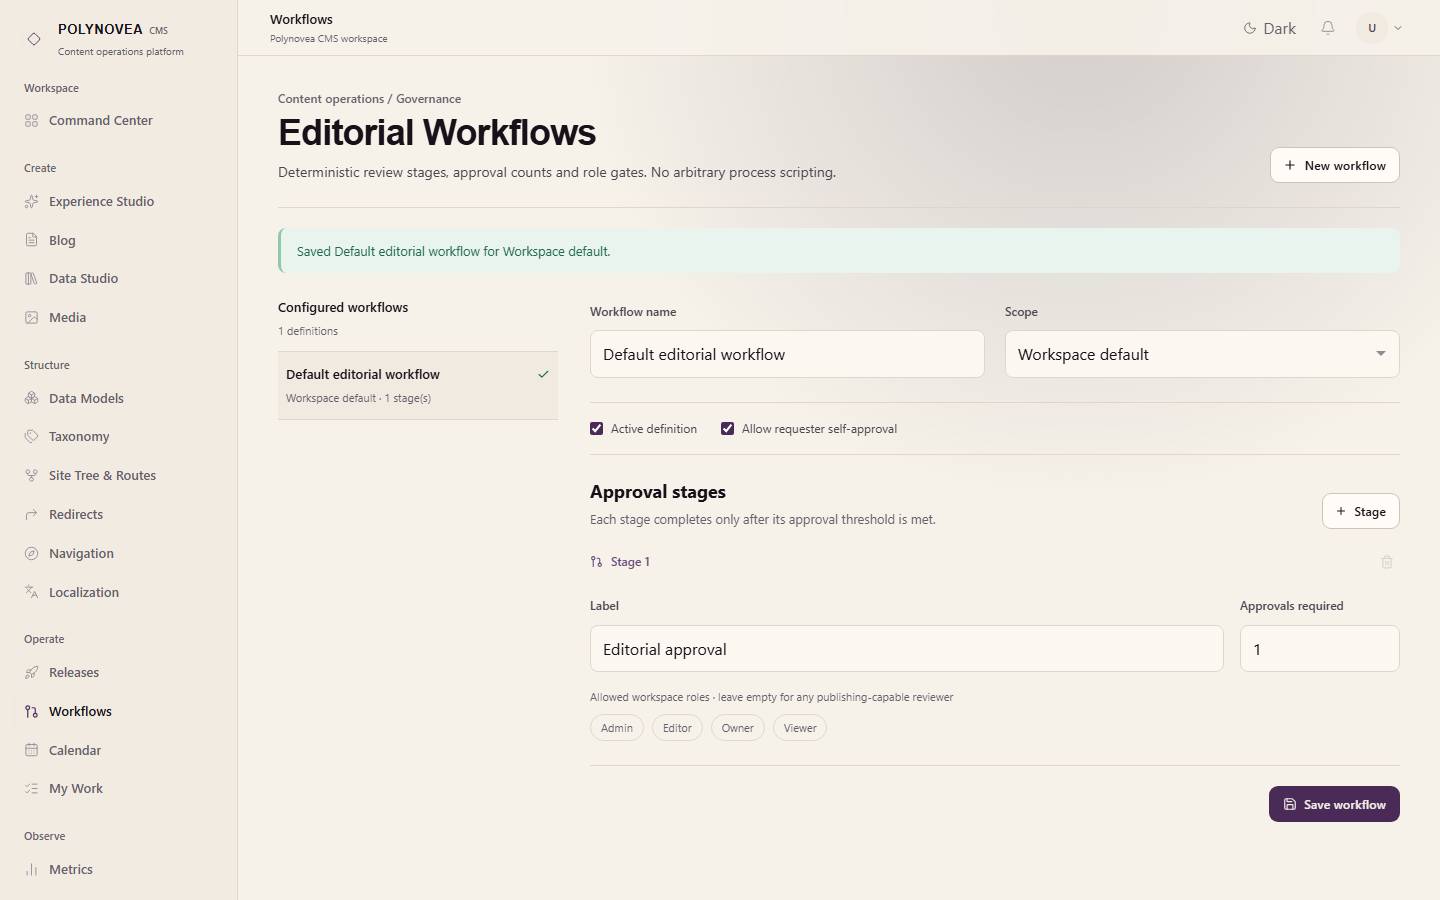 POLYNOVEA CMS
Content operations platform
Workspace
Command Center
Create
Experience Studio
Blog
Data Studio
Media
Structure
Data Models
Taxonomy
Site Tree & Routes
Redirects
Navigation
Localization
Operate
Releases
Workflows
Calendar
My Work
Observe
Metrics
Workflows
Polynovea CMS workspace
Dark
U
Content operations / Governance
Editorial Workflows
Deterministic review stages, approval counts and role gates. No arbitrary process scripting.
New workflow
Saved Default editorial workflow for Workspace default.
Configured workflows
1 definitions
Default editorial workflow
Workspace default · 1 stage(s)
Workflow name
Scope
Default editorial workflow
Workspace default
Active definition
Allow requester self-approval
Approval stages
Each stage completes only after its approval threshold is met.
Stage
Stage 1
Label
Approvals required
Editorial approval
1
Allowed workspace roles · leave empty for any publishing-capable reviewer
Admin
Editor
Owner
Viewer
Save workflow